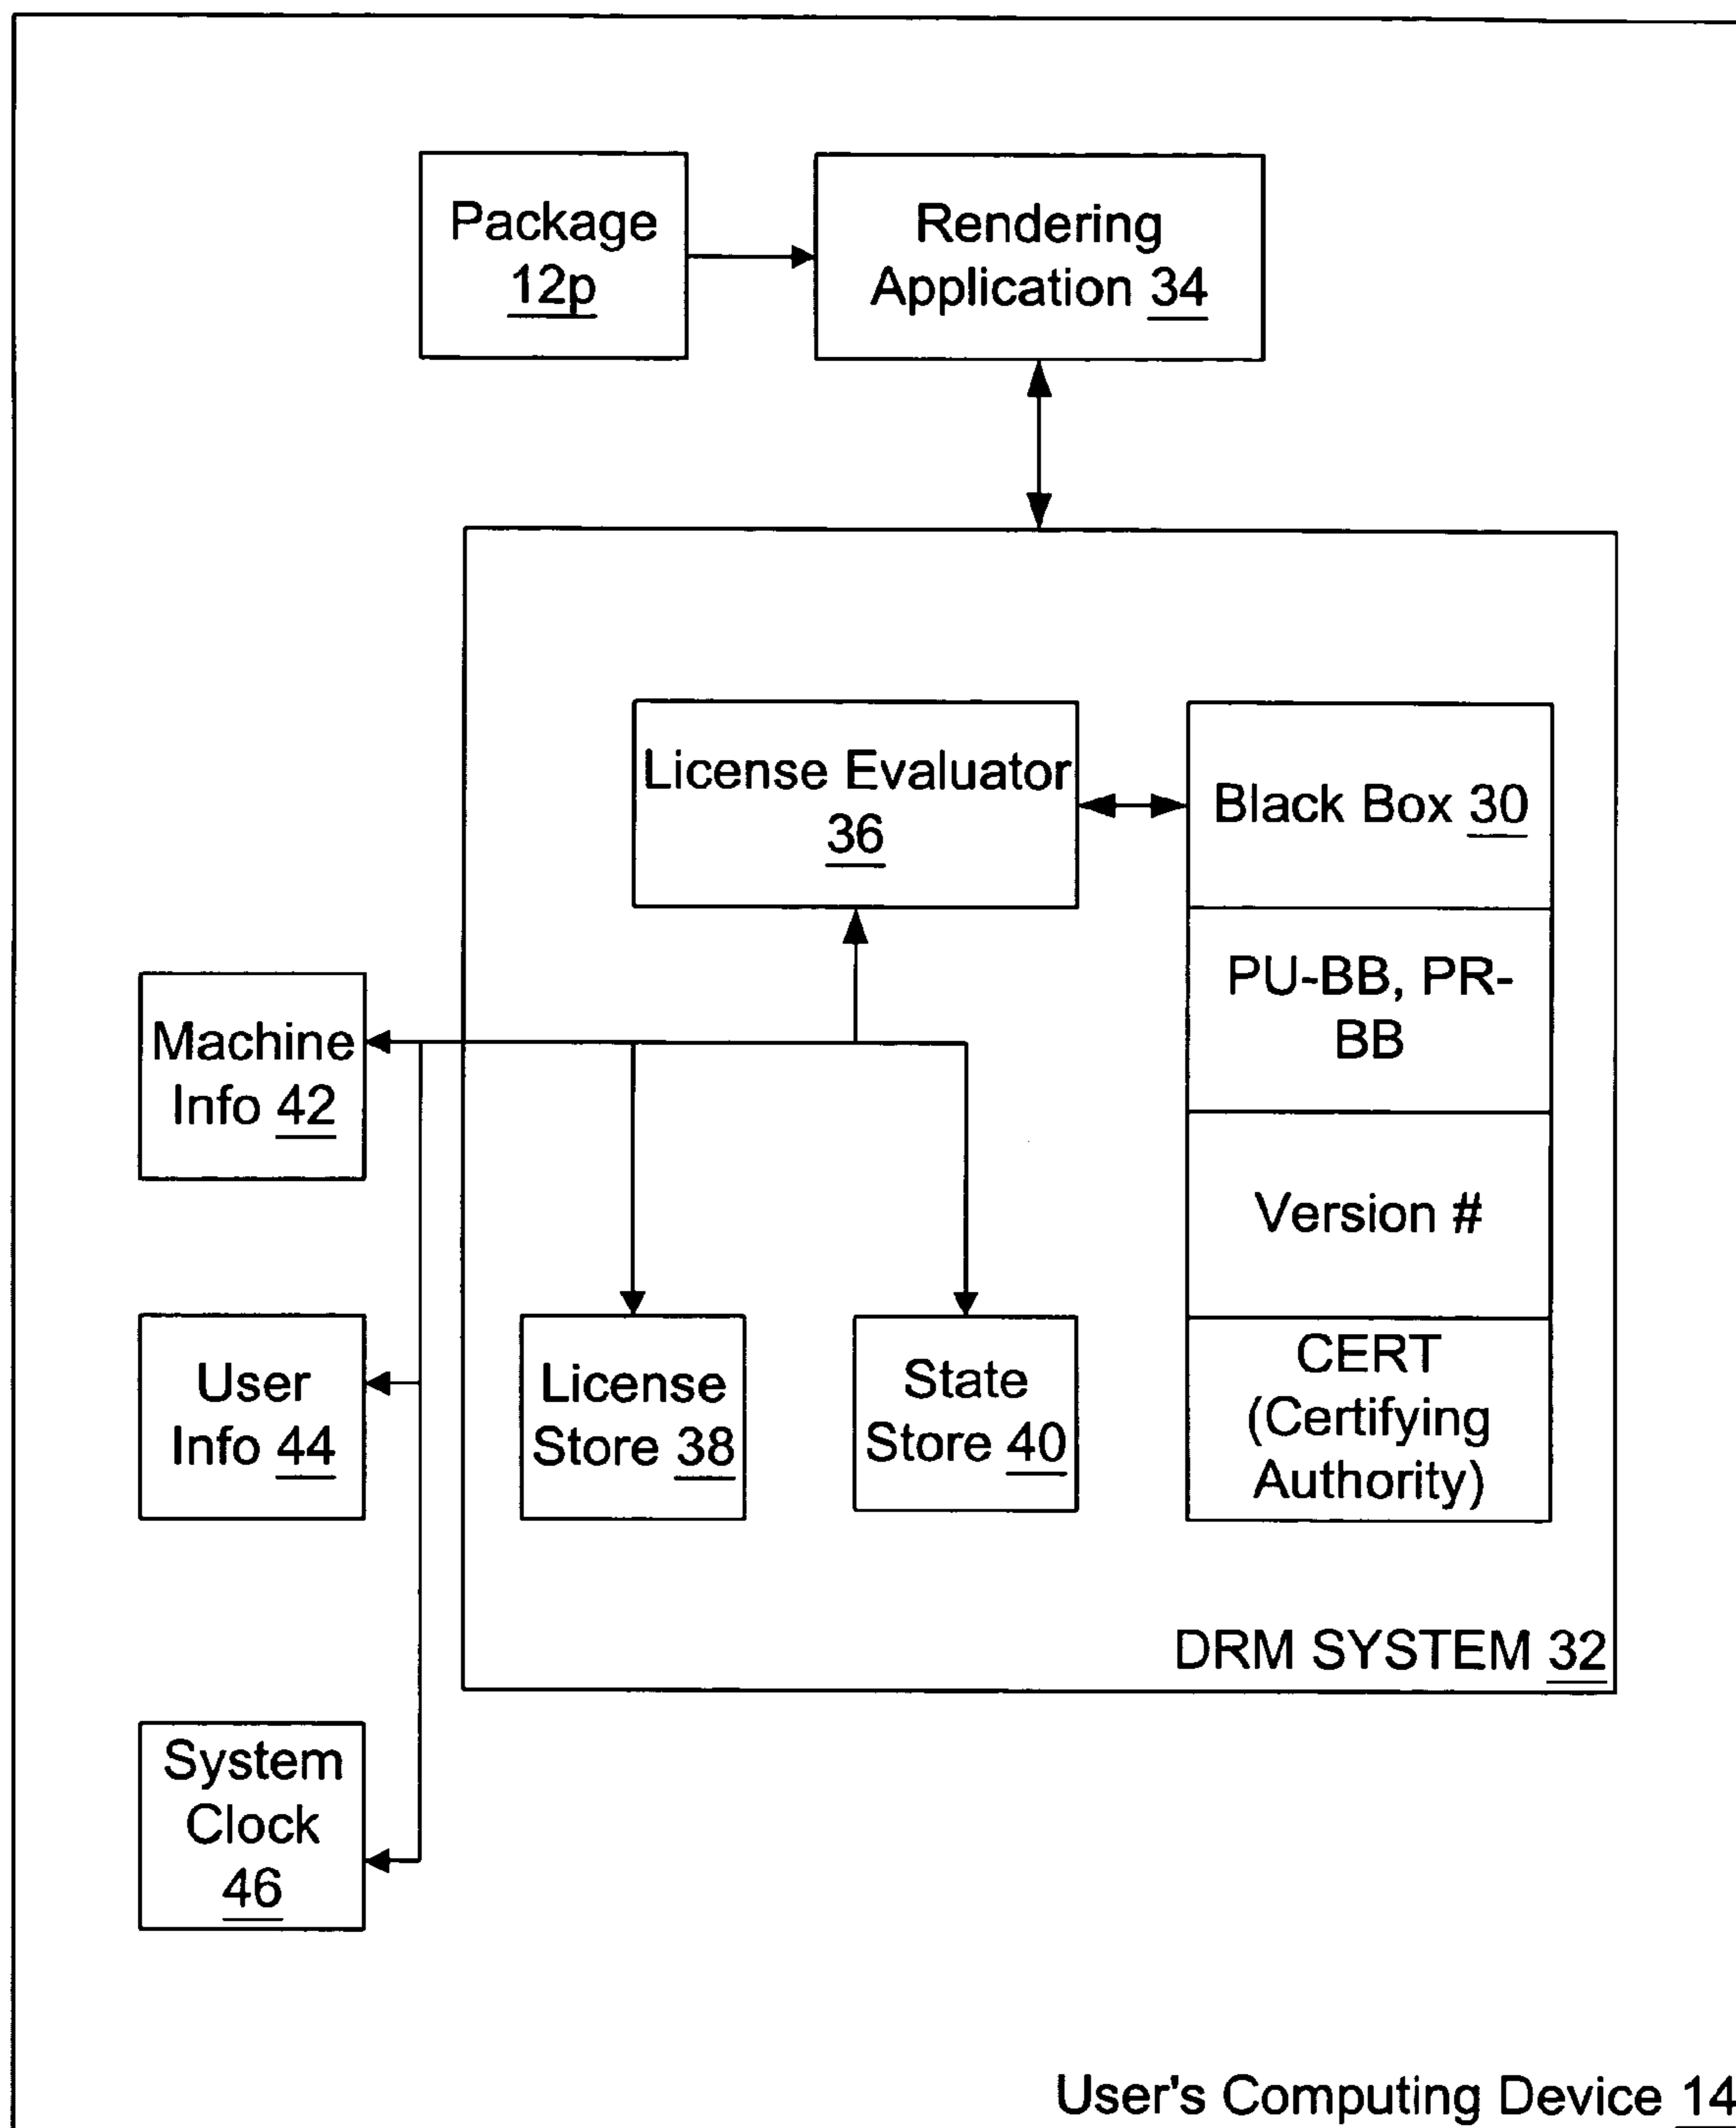 Package
12p
Rendering
Application 34
License Evaluator
36
Black Box 30
PU-BB, PR-
BB
Version #
CERT
(Certifying
Authority)
Machine
Info 42
User
Info 44
License
Store 38
State
Store 40
DRM SYSTEM 32
System
Clock
46
User's Computing Device 14